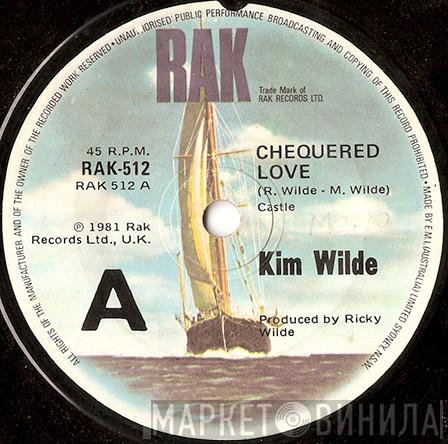 ALL RIGHTS OF THE MANUFACTURER AND OF THE OWNER OF THE RECORDED WORK RESERVED • UNAUTHORISED PUBLIC PERFORMANCE BROADCASTING AND COPYING OF THIS RECORD PROHIBITED • MADE BY E.M.I. (AUSTRALIA) LIMITED SYDNEY, N.S.W.
RAK
Trade Mark of
RAK RECORDS LTD.
45 R.P.M.
RAK-512
RAK 512 A
℗ 1981 Rak
Records Ltd., U.K.
A
CHEQUERED
LOVE
(R. Wilde - M. Wilde)
Castle
Kim Wilde
Produced by Ricky
Wilde
МАРКЕТ ВИНИЛА